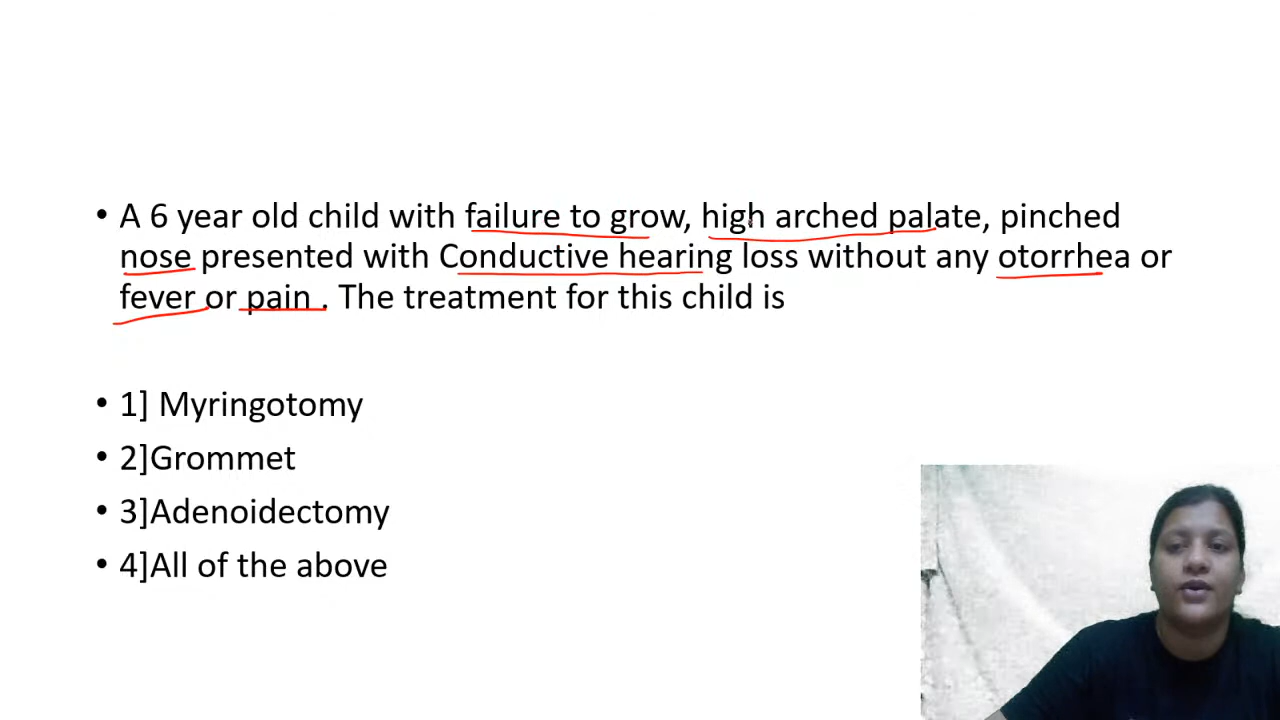 • A 6 year old child with failure to grow, high arched palate, pinched
nose presented with Conductive hearing loss without any otorrhea or
fever or pain . The treatment for this child is
• 1] Myringotomy
• 2]Grommet
• 3]Adenoidectomy
• 4]All of the above